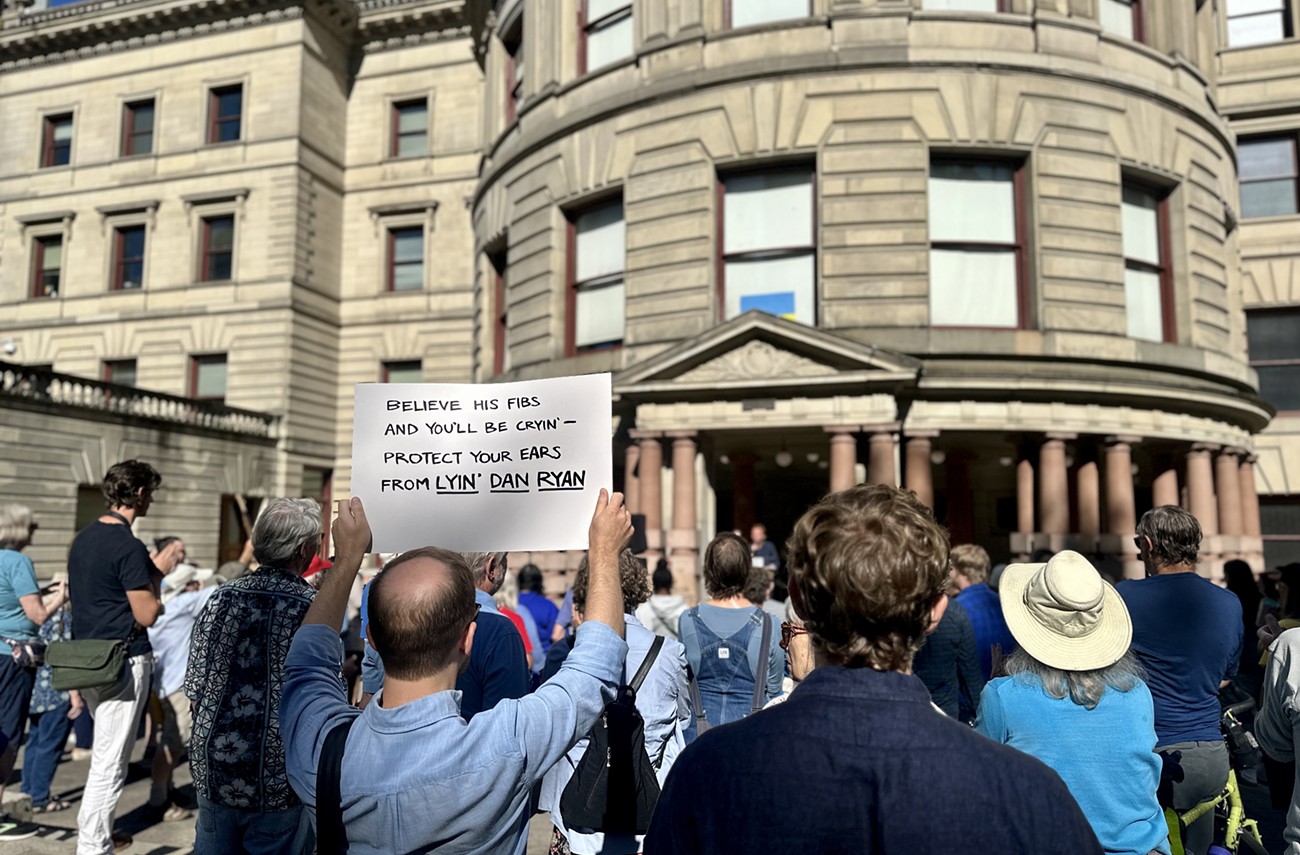 BELIEVE HIS FIBS
AND YOU'LL BE CRYIN'—
PROTECT YOUR EARS
FROM LYIN' DAN RYAN